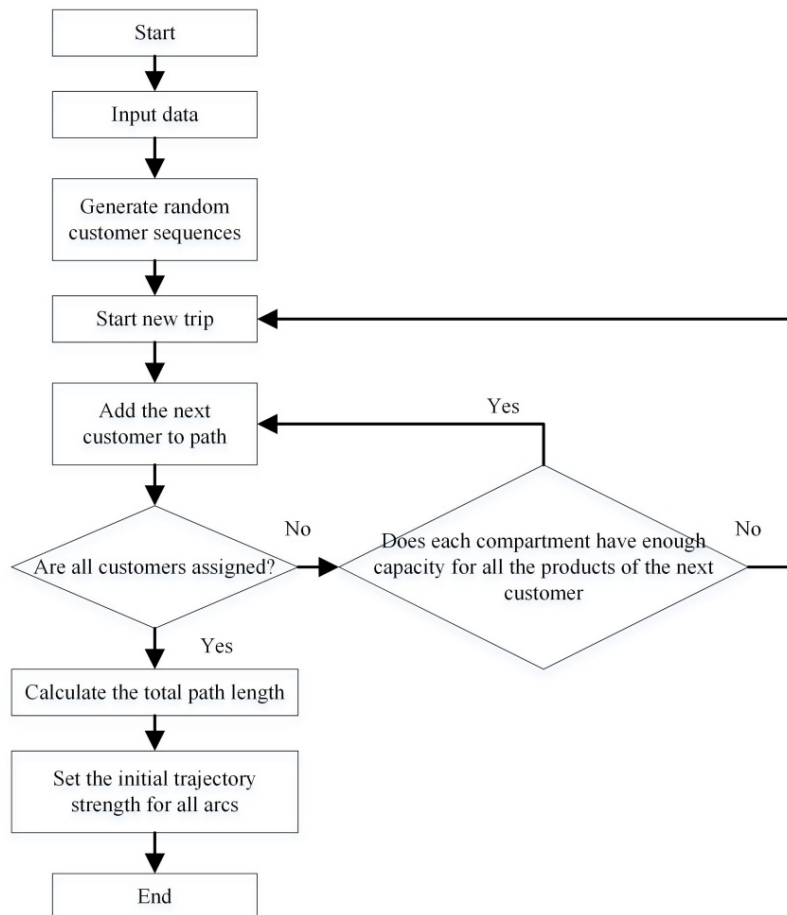 Start
Input data
Generate random
customer sequences
Start new trip
Add the next
customer to path
Yes
Are all customers assigned?
No
Does each compartment have enough
capacity for all the products of the next
customer
No
Yes
Calculate the total path length
Set the initial trajectory
strength for all arcs
End